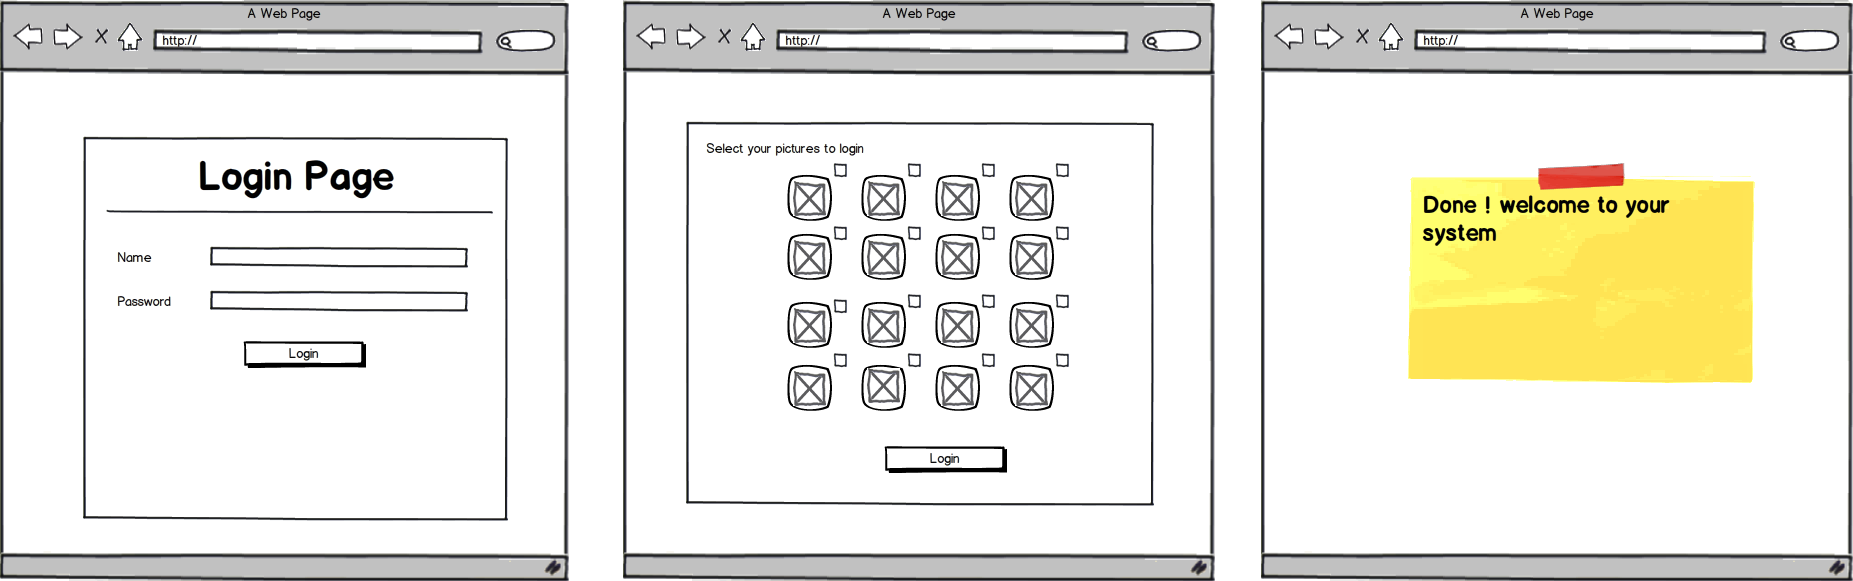 A Web Page
http://
Login Page
Name
Password
Login
A Web Page
http://
Select your pictures to login
Login
A Web Page
http://
Done ! welcome to your
system